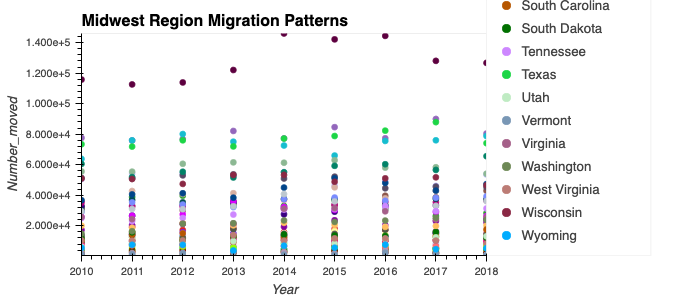 Midwest Region Migration Patterns
Number_moved
1.400e+5
1.200e+5
1.000e+5
8.000e+4
6.000e+4
4.000e+4
2.000e+4
2010 2011 2012 2013 2014 2015 2016 2017 2018
Year
South Carolina
South Dakota
Tennessee
Texas
Utah
Vermont
Virginia
Washington
West Virginia
Wisconsin
Wyoming